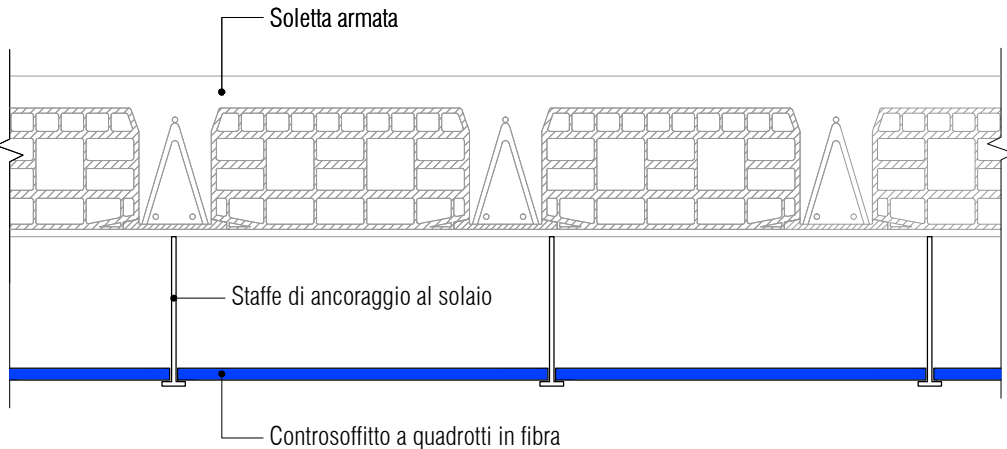 Soletta armata
Staffe di ancoraggio al solaio
Controsoffitto a quadrotti in fibra